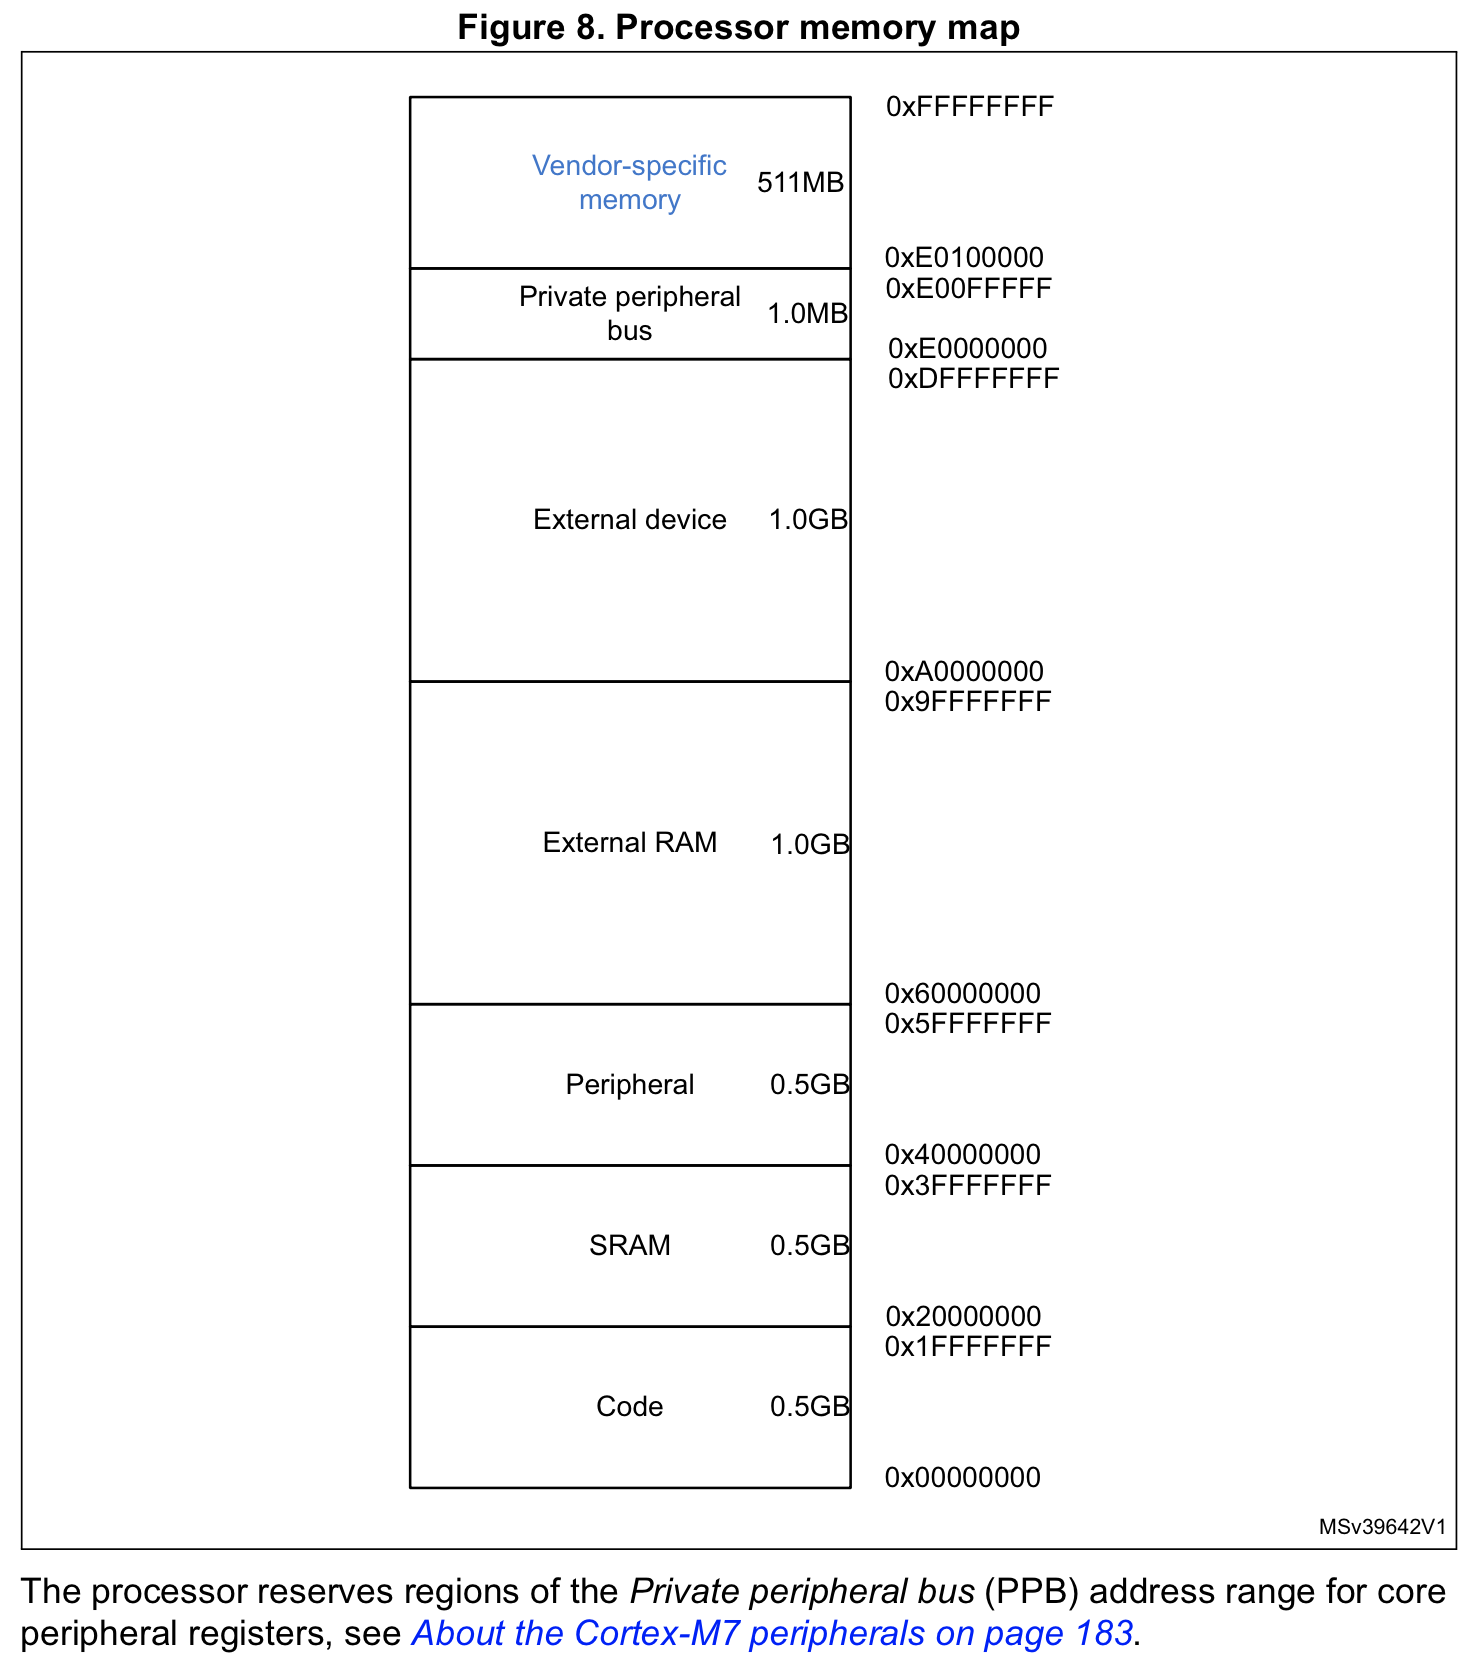 Figure 8. Processor memory map
0xFFFFFFFF
Vendor-specific
memory
511MB
0xE0100000
0xE00FFFFF
Private peripheral
bus
1.0MB
0xE0000000
0xDFFFFFFF
External device
1.0GB
0xA0000000
0x9FFFFFFF
External RAM
1.0GB
0x60000000
0x5FFFFFFF
Peripheral
0.5GB
0x40000000
0x3FFFFFFF
SRAM
0.5GB
0x20000000
0x1FFFFFFF
Code
0.5GB
0x00000000
MSv39642V1
The processor reserves regions of the Private peripheral bus (PPB) address range for core
peripheral registers, see About the Cortex-M7 peripherals on page 183.